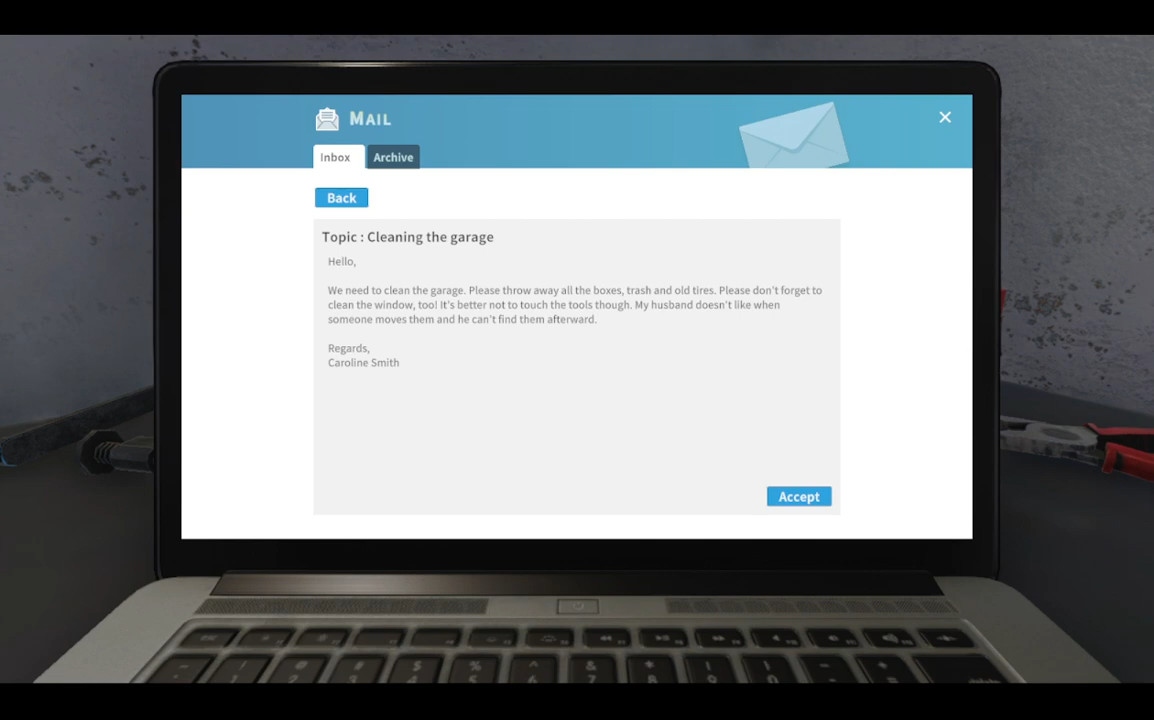 MAIL
Inbox
Archive
Back
Topic : Cleaning the garage
Hello,
We need to clean the garage. Please throw away all the boxes, trash and old tires. Please don't forget to
clean the window, too! It's better not to touch the tools though. My husband doesn't like when
someone moves them and he can't find them afterward.
Regards,
Caroline Smith
Accept